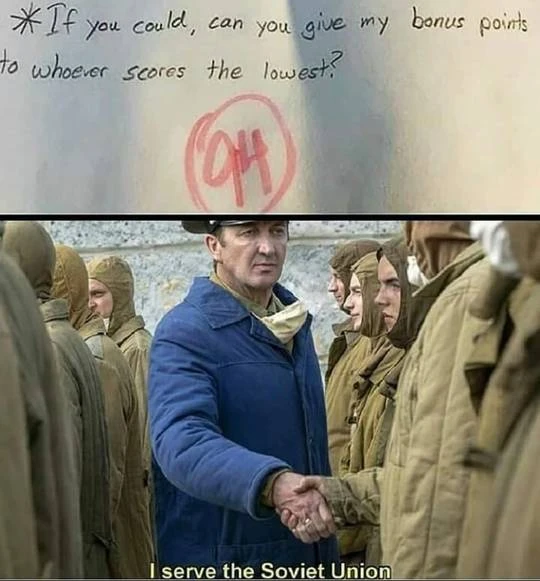 *If you could, can you give my bonus points
to whoever scores the lowest?
94
I serve the Soviet Union